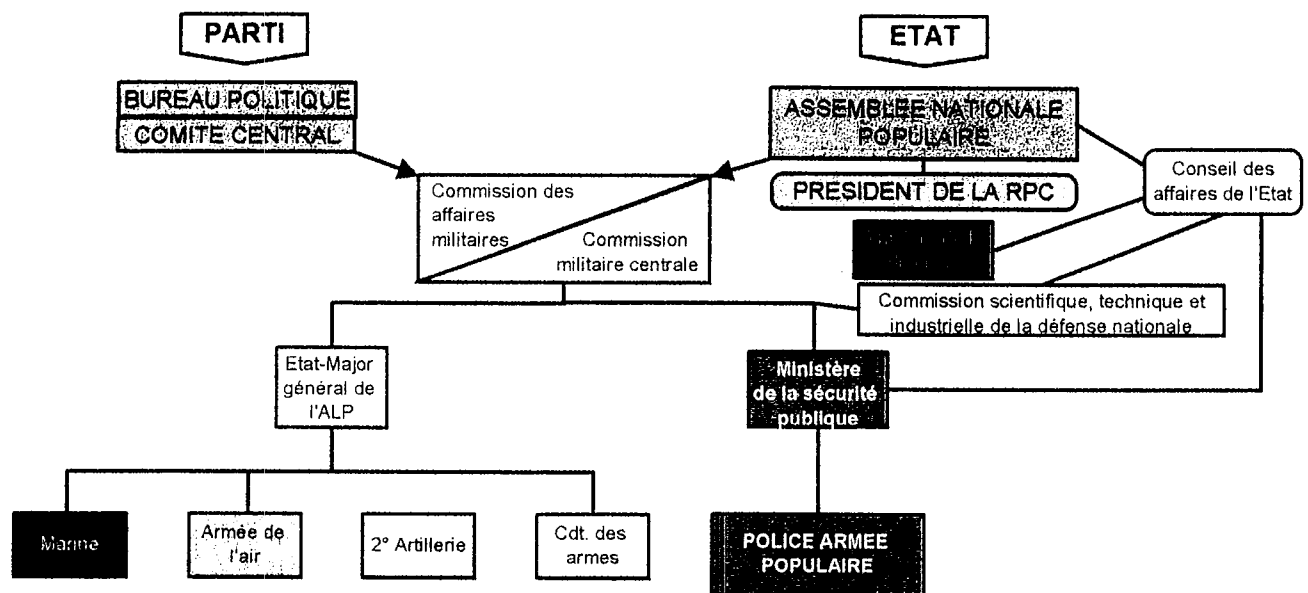 PARTI
ETAT
BUREAU POLITIQUE
COMITE CENTRAL
ASSEMBLEE NATIONALE
POPULAIRE
Conseil des
affaires de l'Etat
PRESIDENT DE LA RPC
Commission des
affaires
militaires
Commission
militaire centrale
Commission scientifique, technique et
industrielle de la défense nationale
Etat-Major
général de
l'ALP
Ministère
de la sécurité
publique
Marine
Armée de
l'air
2° Artillerie
Cdt. des
armes
POLICE ARMEE
POPULAIRE